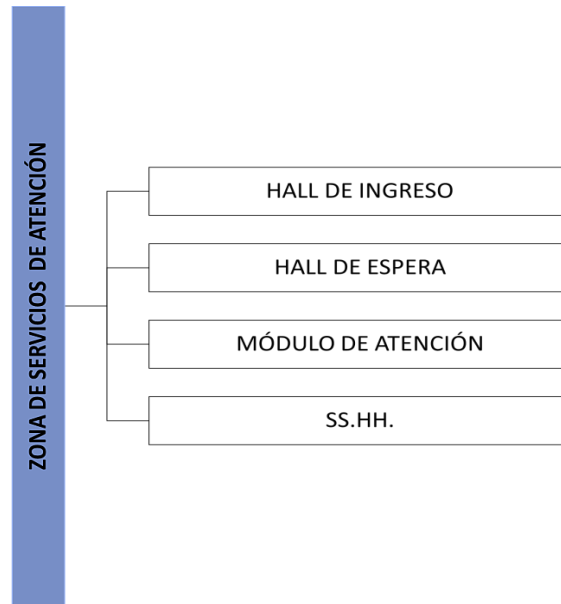 ZONA DE SERVICIOS DE ATENCIÓN
HALL DE INGRESO
HALL DE ESPERA
MÓDULO DE ATENCIÓN
SS.HH.